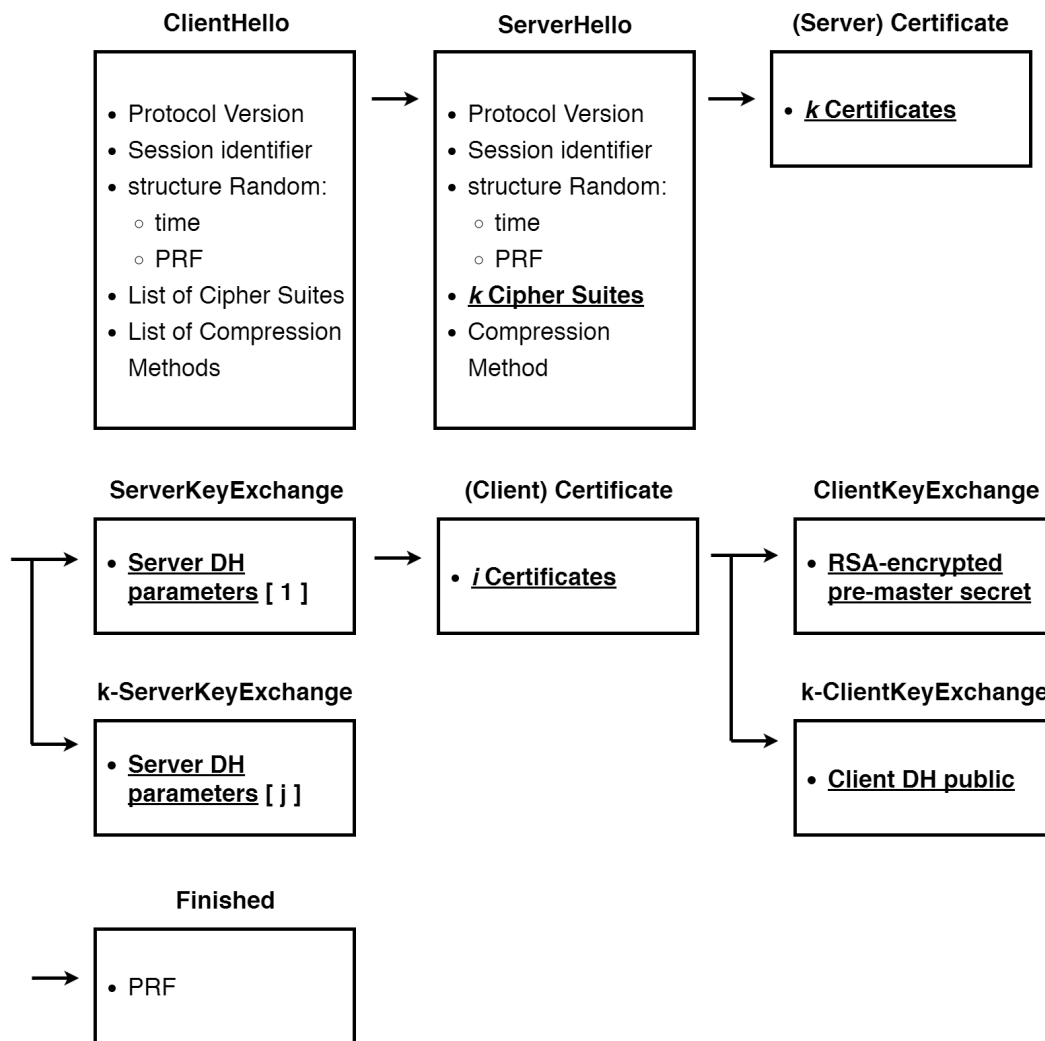 ClientHello
Protocol Version
Session identifier
structure Random:
time
PRF
List of Cipher Suites
List of Compression
Methods
ServerHello
Protocol Version
Session identifier
structure Random:
time
PRF
k Cipher Suites
Compression
Method
(Server) Certificate
k Certificates
ServerKeyExchange
Server DH
parameters [ 1 ]
k-ServerKeyExchange
Server DH
parameters [ j ]
(Client) Certificate
i Certificates
ClientKeyExchange
RSA-encrypted
pre-master secret
k-ClientKeyExchange
Client DH public
Finished
PRF